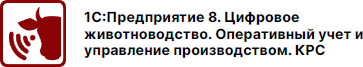 1С:Предприятие 8. Цифровое
животноводство. Оперативный учет и
управление производством. КРС